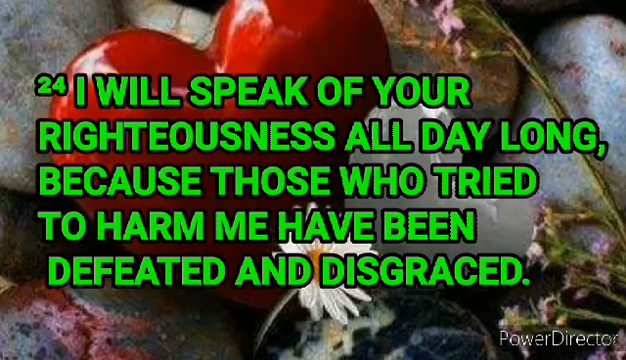 ²⁴ I WILL SPEAK OF YOUR
RIGHTEOUSNESS ALL DAY LONG,
BECAUSE THOSE WHO TRIED
TO HARM ME HAVE BEEN
DEFEATED AND DISGRACED.
PowerDirector